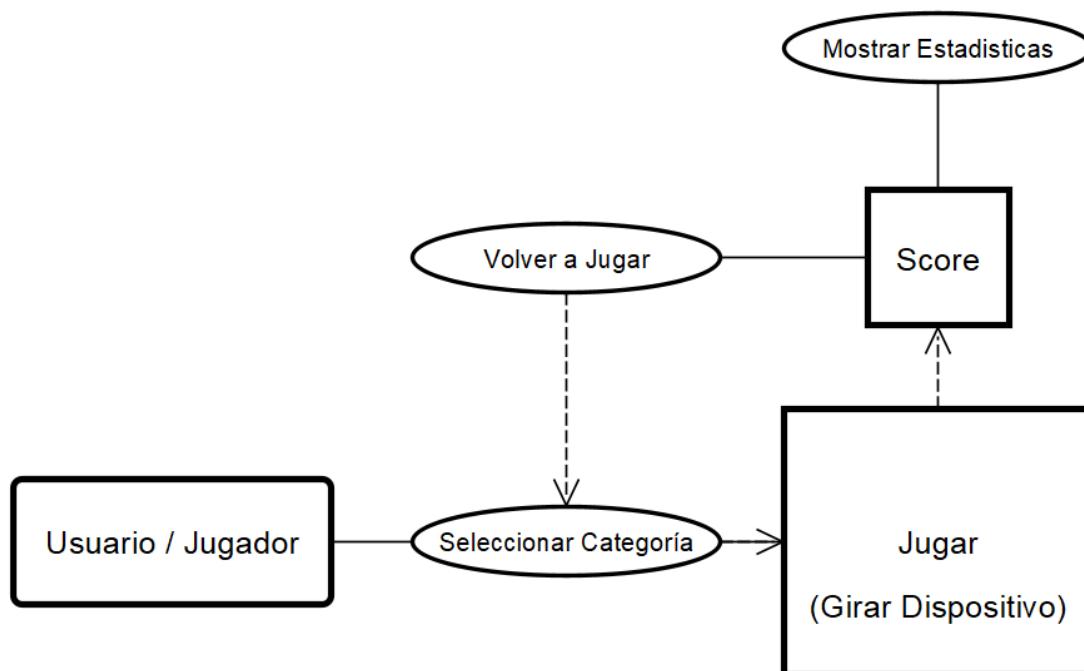 Mostrar Estadisticas
Volver a Jugar
Score
Usuario / Jugador
Seleccionar Categoría
Jugar
(Girar Dispositivo)